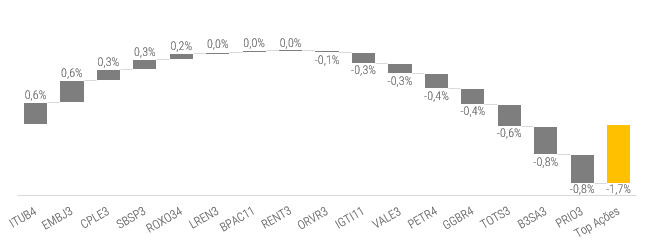 0,6%
0,6%
0,3%
0,3%
0,2%
0,0%
0,0%
0,0%
-0,1%
-0,3%
-0,3%
-0,4%
-0,4%
-0,6%
-0,8%
-0,8%
-1,7%
ITUB4
EMBJ3
CPLE3
SBSP3
ROXO34
LREN3
BPAC11
RENT3
ORVR3
IGTI11
VALE3
PETR4
GGBR4
TOTS3
B3SA3
PRIO3
Top Ações